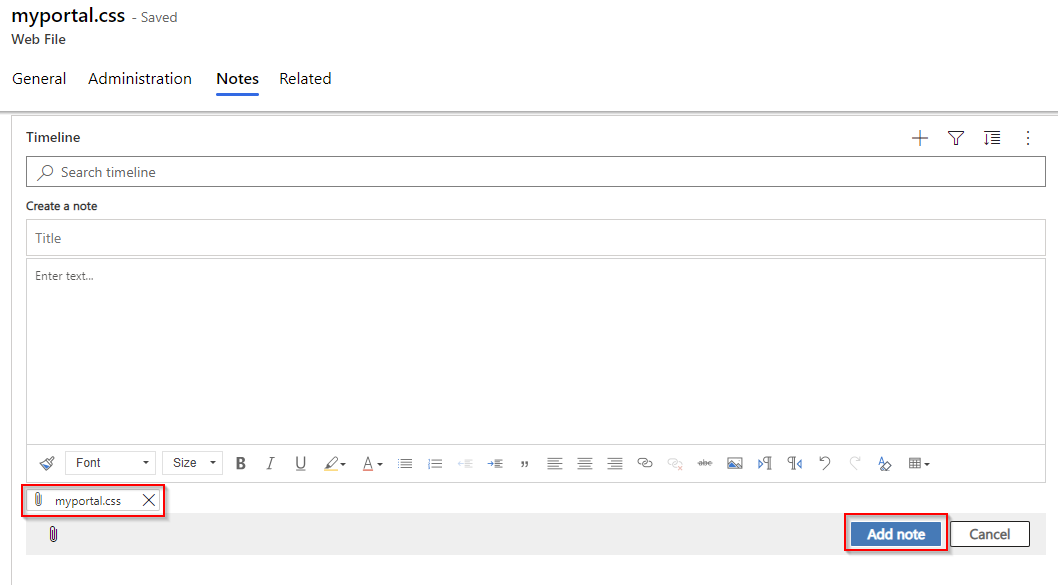 myportal.css - Saved
Web File
General Administration Notes Related
Timeline
Search timeline
Create a note
Title
Enter text...
Font Size B I U A ” abc
myportal.css
Add note Cancel